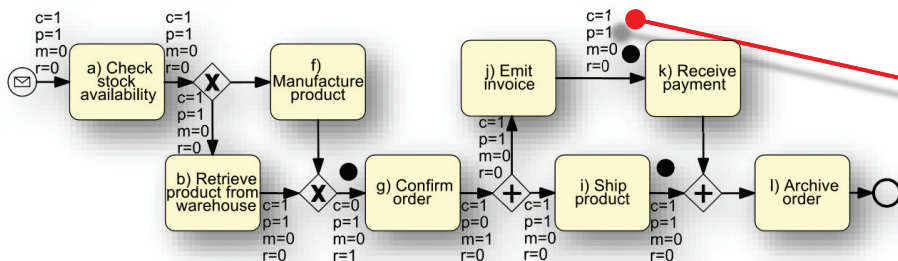 c=1
p=1
m=0
r=0
a) Check
stock
availability
c=1
p=1
m=0
r=0
X
c=1
p=1
m=0
r=0
f)
Manufacture
product
b) Retrieve
product from
warehouse
c=1
p=1
m=0
r=0
X
c=0
p=1
m=0
r=1
g) Confirm
order
c=1
p=0
m=1
r=0
+
c=1
p=1
m=0
r=0
j) Emit
invoice
c=1
p=1
m=0
r=0
k) Receive
payment
c=1
p=1
m=0
r=0
i) Ship
product
c=1
p=1
m=0
r=0
+
l) Archive
order